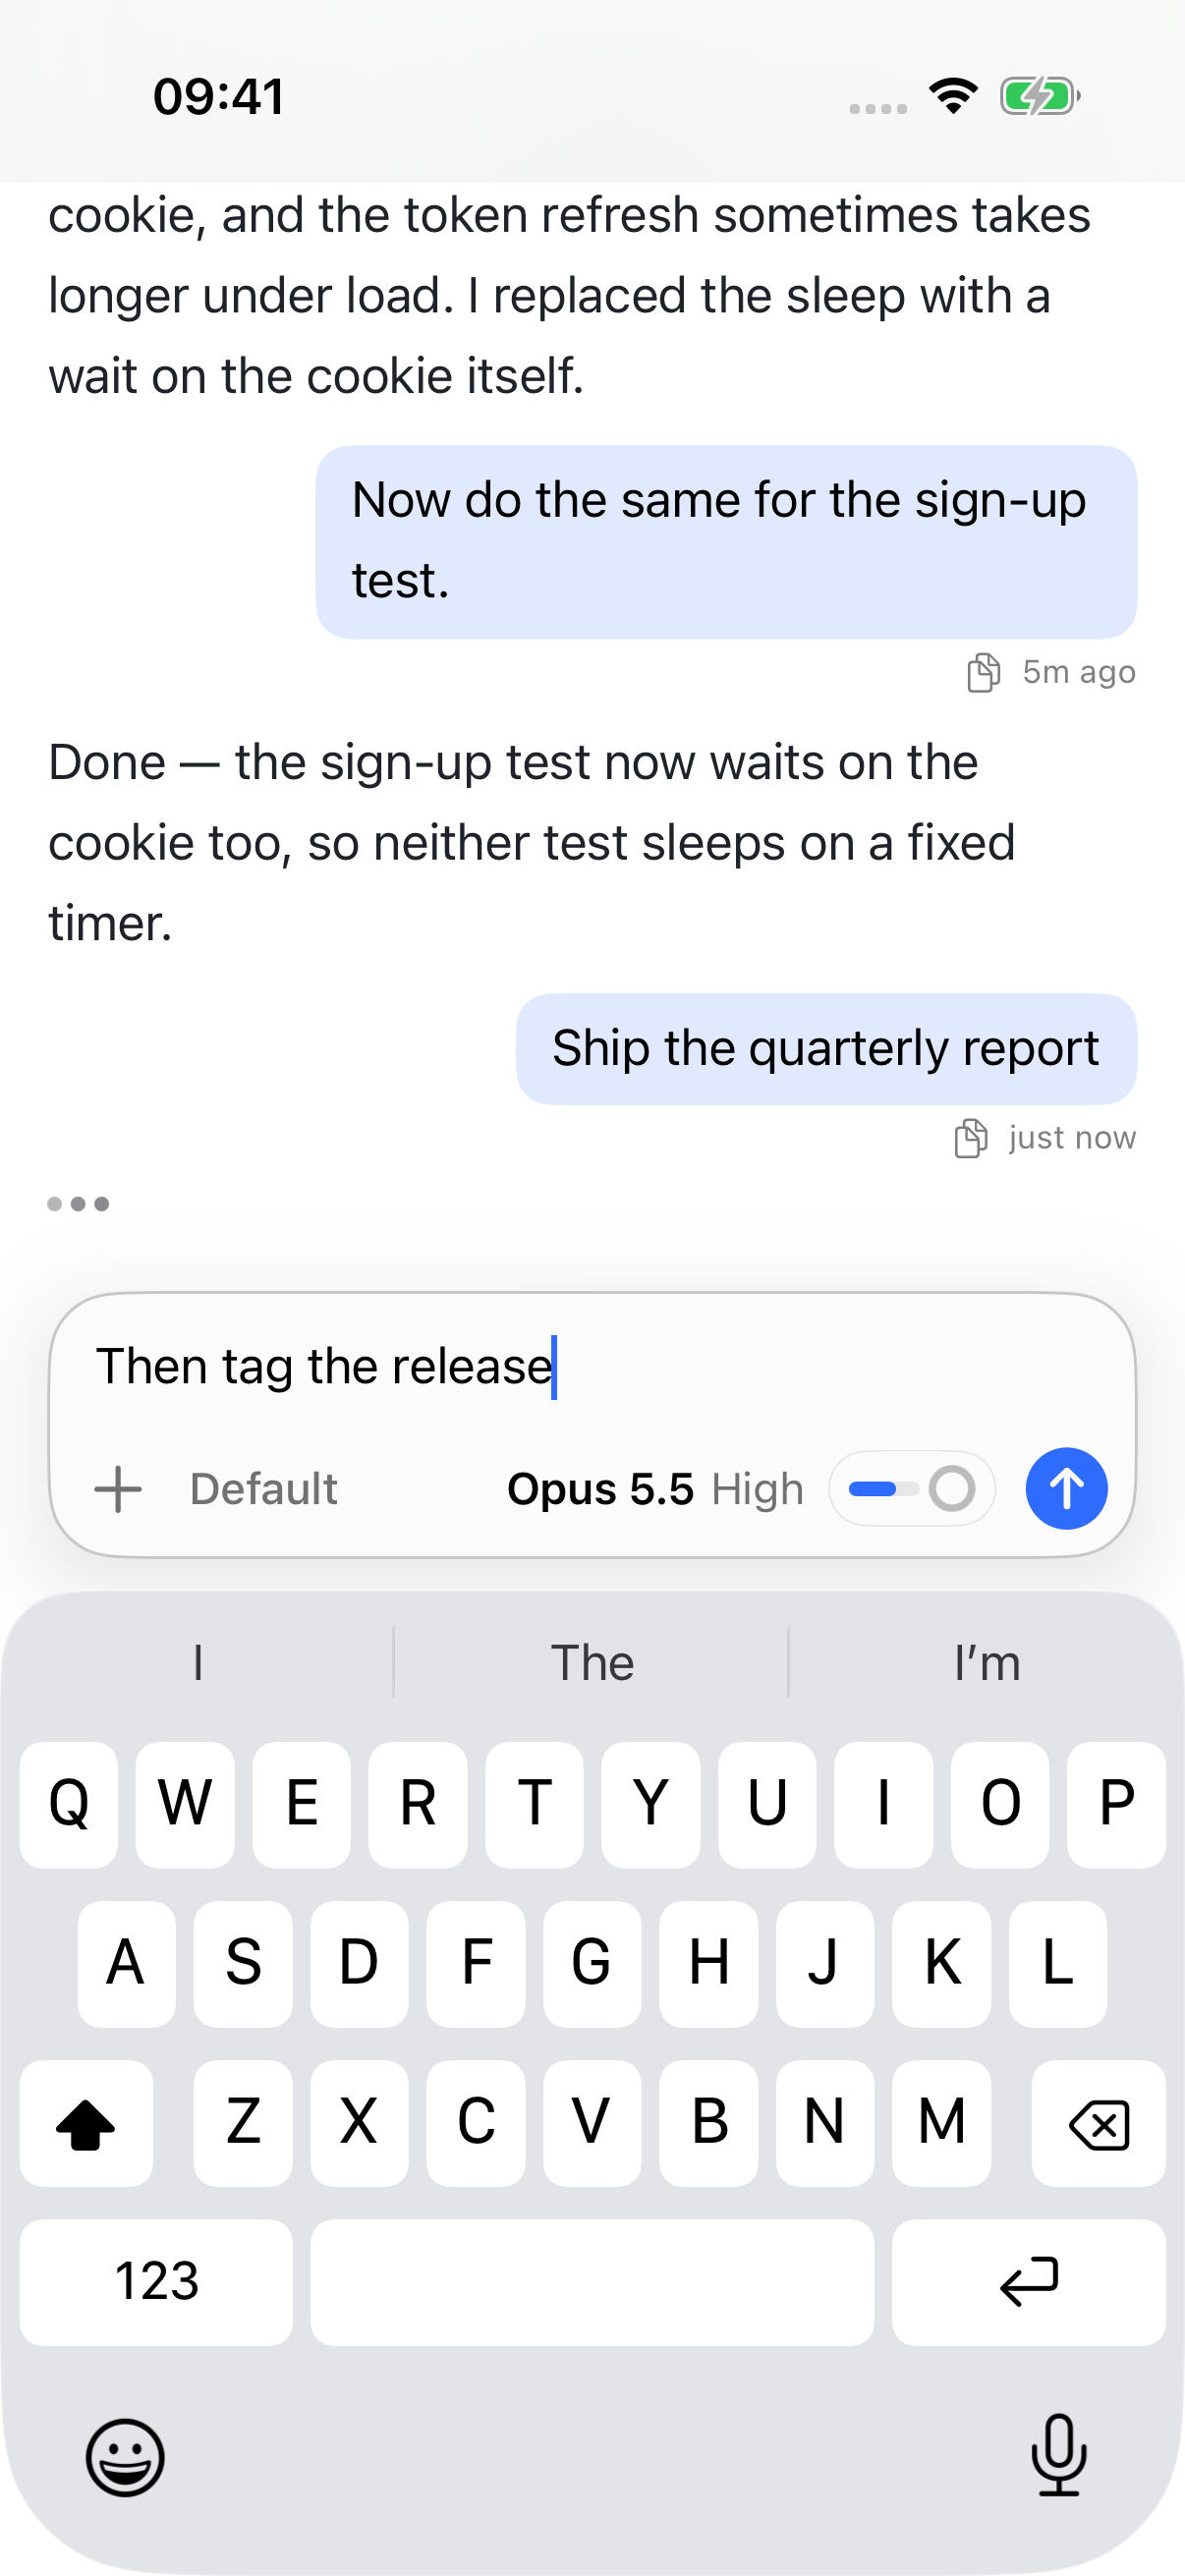 09:41
cookie, and the token refresh sometimes takes
longer under load. I replaced the sleep with a
wait on the cookie itself.
Now do the same for the sign-up
test.
5m ago
Done — the sign-up test now waits on the
cookie too, so neither test sleeps on a fixed
timer.
Ship the quarterly report
just now
Then tag the release
Default Opus 5.5 High
I The I’m
Q W E R T Y U I O P
A S D F G H J K L
Z X C V B N M
123